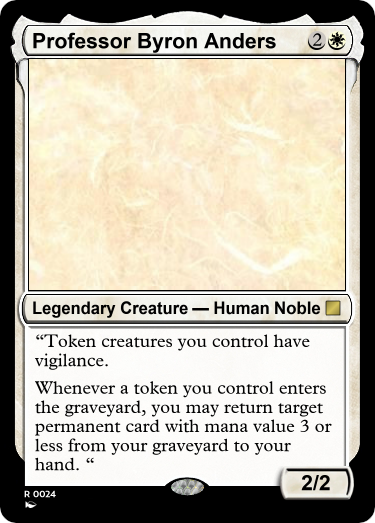 Professor Byron Anders 2
Legendary Creature — Human Noble
“Token creatures you control have
vigilance.
Whenever a token you control enters
the graveyard, you may return target
permanent card with mana value 3 or
less from your graveyard to your
hand. “
2/2
R 0024